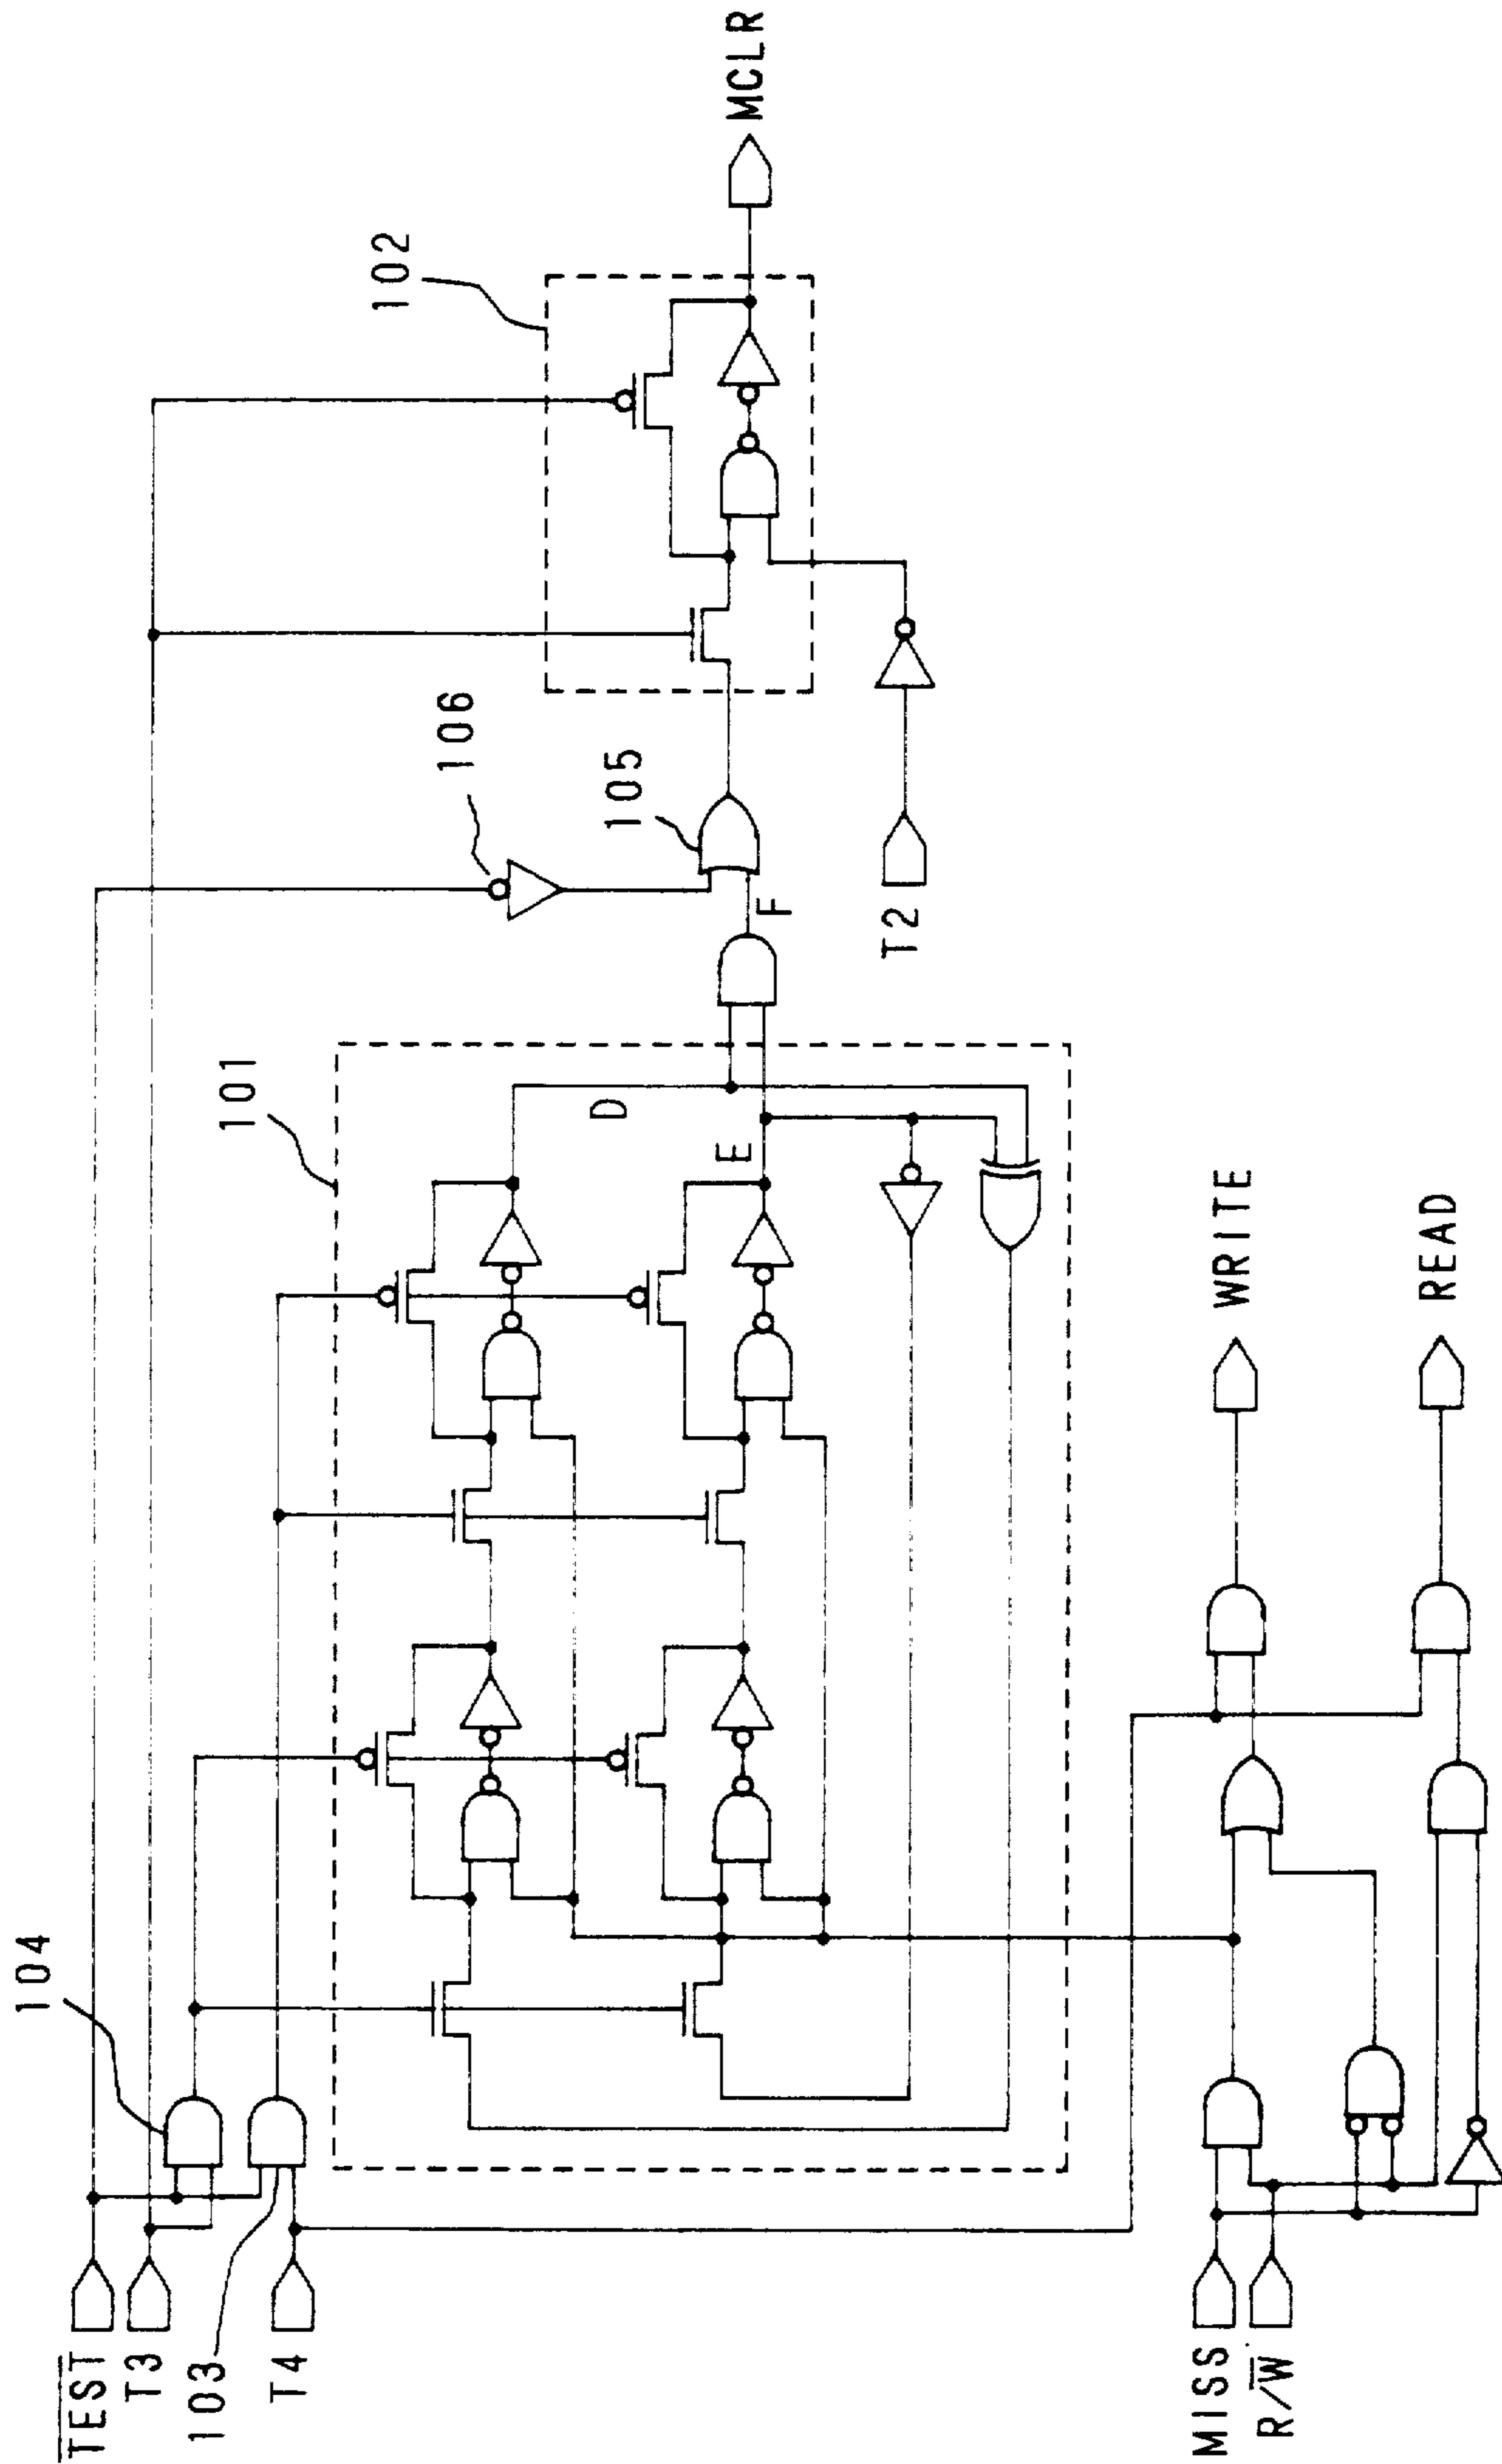 TEST
T3
103
T4
104
101
D
E
F
106
105
102
MCLR
T2
MISS
R/W
WRITE
READ